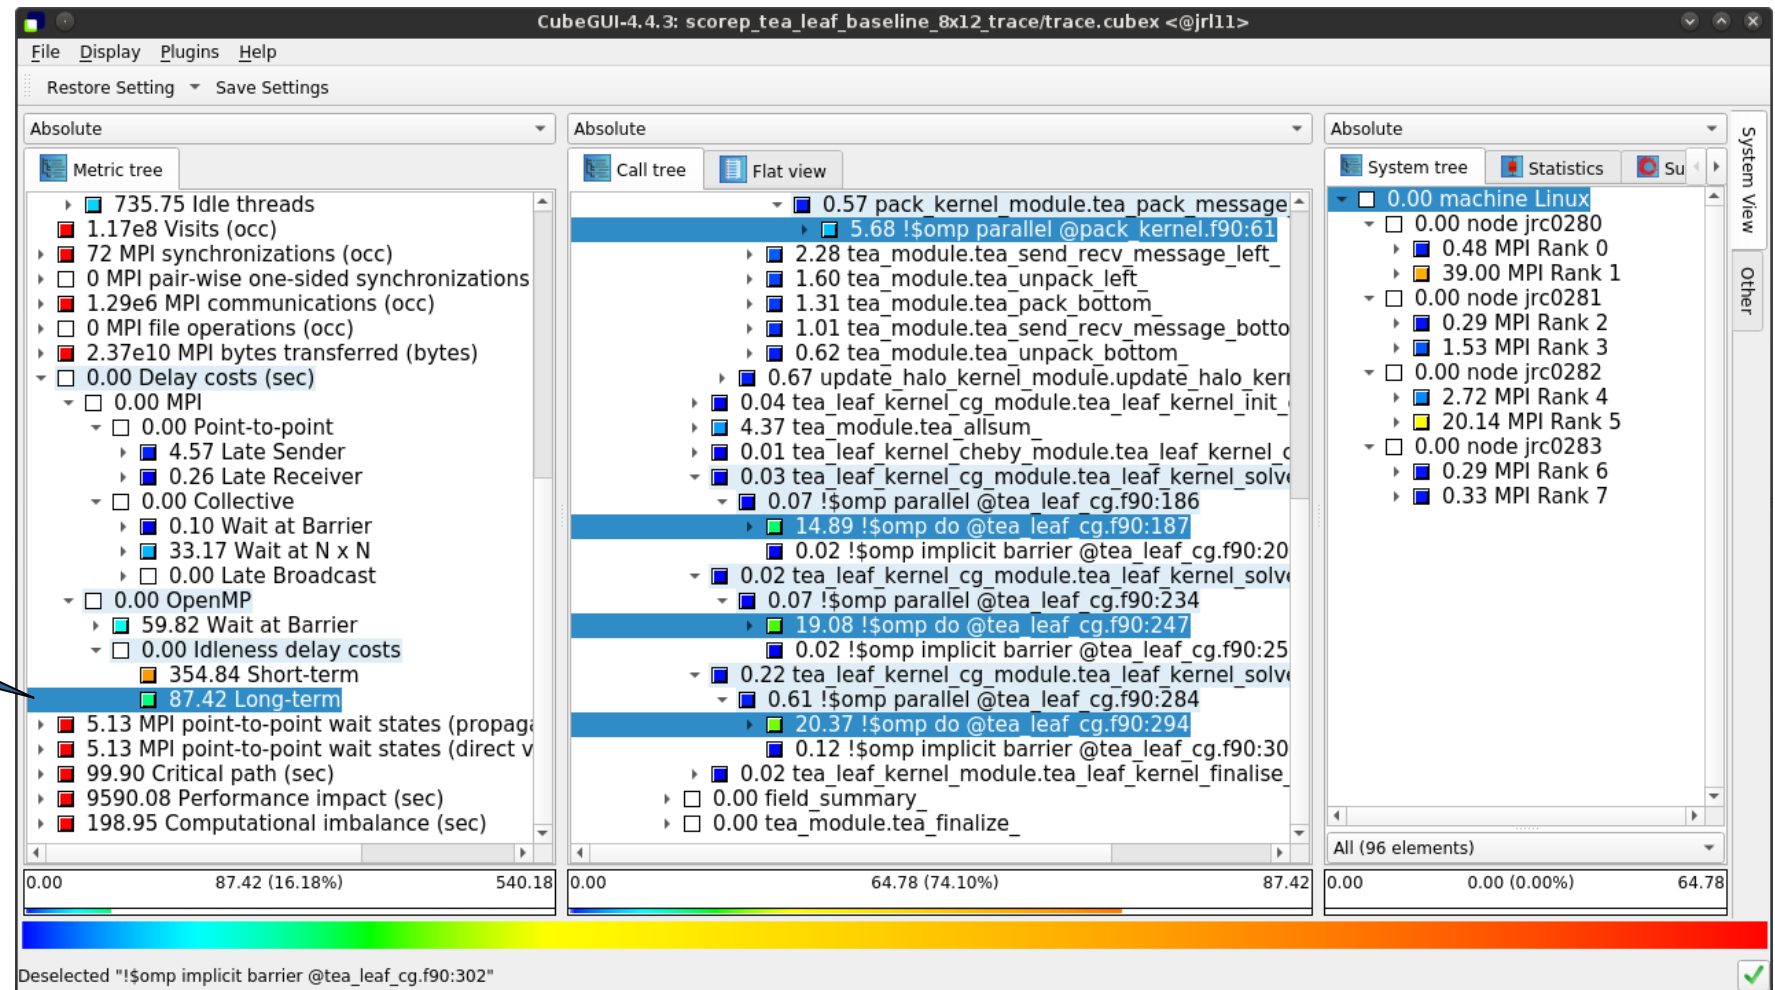 CubeGUI-4.4.3: scorep_tea_leaf_baseline_8x12_trace/trace.cubex <@jrl11>
File Display Plugins Help
Restore Setting Save Settings
Absolute
Metric tree
735.75 Idle threads
1.17e8 Visits (occ)
72 MPI synchronizations (occ)
0 MPI pair-wise one-sided synchronizations
1.29e6 MPI communications (occ)
0 MPI file operations (occ)
2.37e10 MPI bytes transferred (bytes)
0.00 Delay costs (sec)
0.00 MPI
0.00 Point-to-point
4.57 Late Sender
0.26 Late Receiver
0.00 Collective
0.10 Wait at Barrier
33.17 Wait at N x N
0.00 Late Broadcast
0.00 OpenMP
59.82 Wait at Barrier
0.00 Idleness delay costs
354.84 Short-term
87.42 Long-term
5.13 MPI point-to-point wait states (propaga
5.13 MPI point-to-point wait states (direct v
99.90 Critical path (sec)
9590.08 Performance impact (sec)
198.95 Computational imbalance (sec)
0.00 87.42 (16.18%) 540.18
Absolute
Call tree Flat view
0.57 pack_kernel_module.tea_pack_message_
5.68 !$omp parallel @pack_kernel.f90:61
2.28 tea_module.tea_send_recv_message_left_
1.60 tea_module.tea_unpack_left_
1.31 tea_module.tea_pack_bottom_
1.01 tea_module.tea_send_recv_message_botto
0.62 tea_module.tea_unpack_bottom_
0.67 update_halo_kernel_module.update_halo_kern
0.04 tea_leaf_kernel_cg_module.tea_leaf_kernel_init_
4.37 tea_module.tea_allsum_
0.01 tea_leaf_kernel_cheby_module.tea_leaf_kernel_c
0.03 tea_leaf_kernel_cg_module.tea_leaf_kernel_solve
0.07 !$omp parallel @tea_leaf_cg.f90:186
14.89 !$omp do @tea_leaf_cg.f90:187
0.02 !$omp implicit barrier @tea_leaf_cg.f90:20
0.02 tea_leaf_kernel_cg_module.tea_leaf_kernel_solve
0.07 !$omp parallel @tea_leaf_cg.f90:234
19.08 !$omp do @tea_leaf_cg.f90:247
0.02 !$omp implicit barrier @tea_leaf_cg.f90:25
0.22 tea_leaf_kernel_cg_module.tea_leaf_kernel_solve
0.61 !$omp parallel @tea_leaf_cg.f90:284
20.37 !$omp do @tea_leaf_cg.f90:294
0.12 !$omp implicit barrier @tea_leaf_cg.f90:30
0.02 tea_leaf_kernel_module.tea_leaf_kernel_finalise_
0.00 field_summary_
0.00 tea_module.tea_finalize_
0.00 64.78 (74.10%) 87.42
Absolute
System tree Statistics Su
0.00 machine Linux
0.00 node jrc0280
0.48 MPI Rank 0
39.00 MPI Rank 1
0.00 node jrc0281
0.29 MPI Rank 2
1.53 MPI Rank 3
0.00 node jrc0282
2.72 MPI Rank 4
20.14 MPI Rank 5
0.00 node jrc0283
0.29 MPI Rank 6
0.33 MPI Rank 7
All (96 elements)
0.00 0.00 (0.00%) 64.78
System View
Other
Deselected "!$omp implicit barrier @tea_leaf_cg.f90:302"